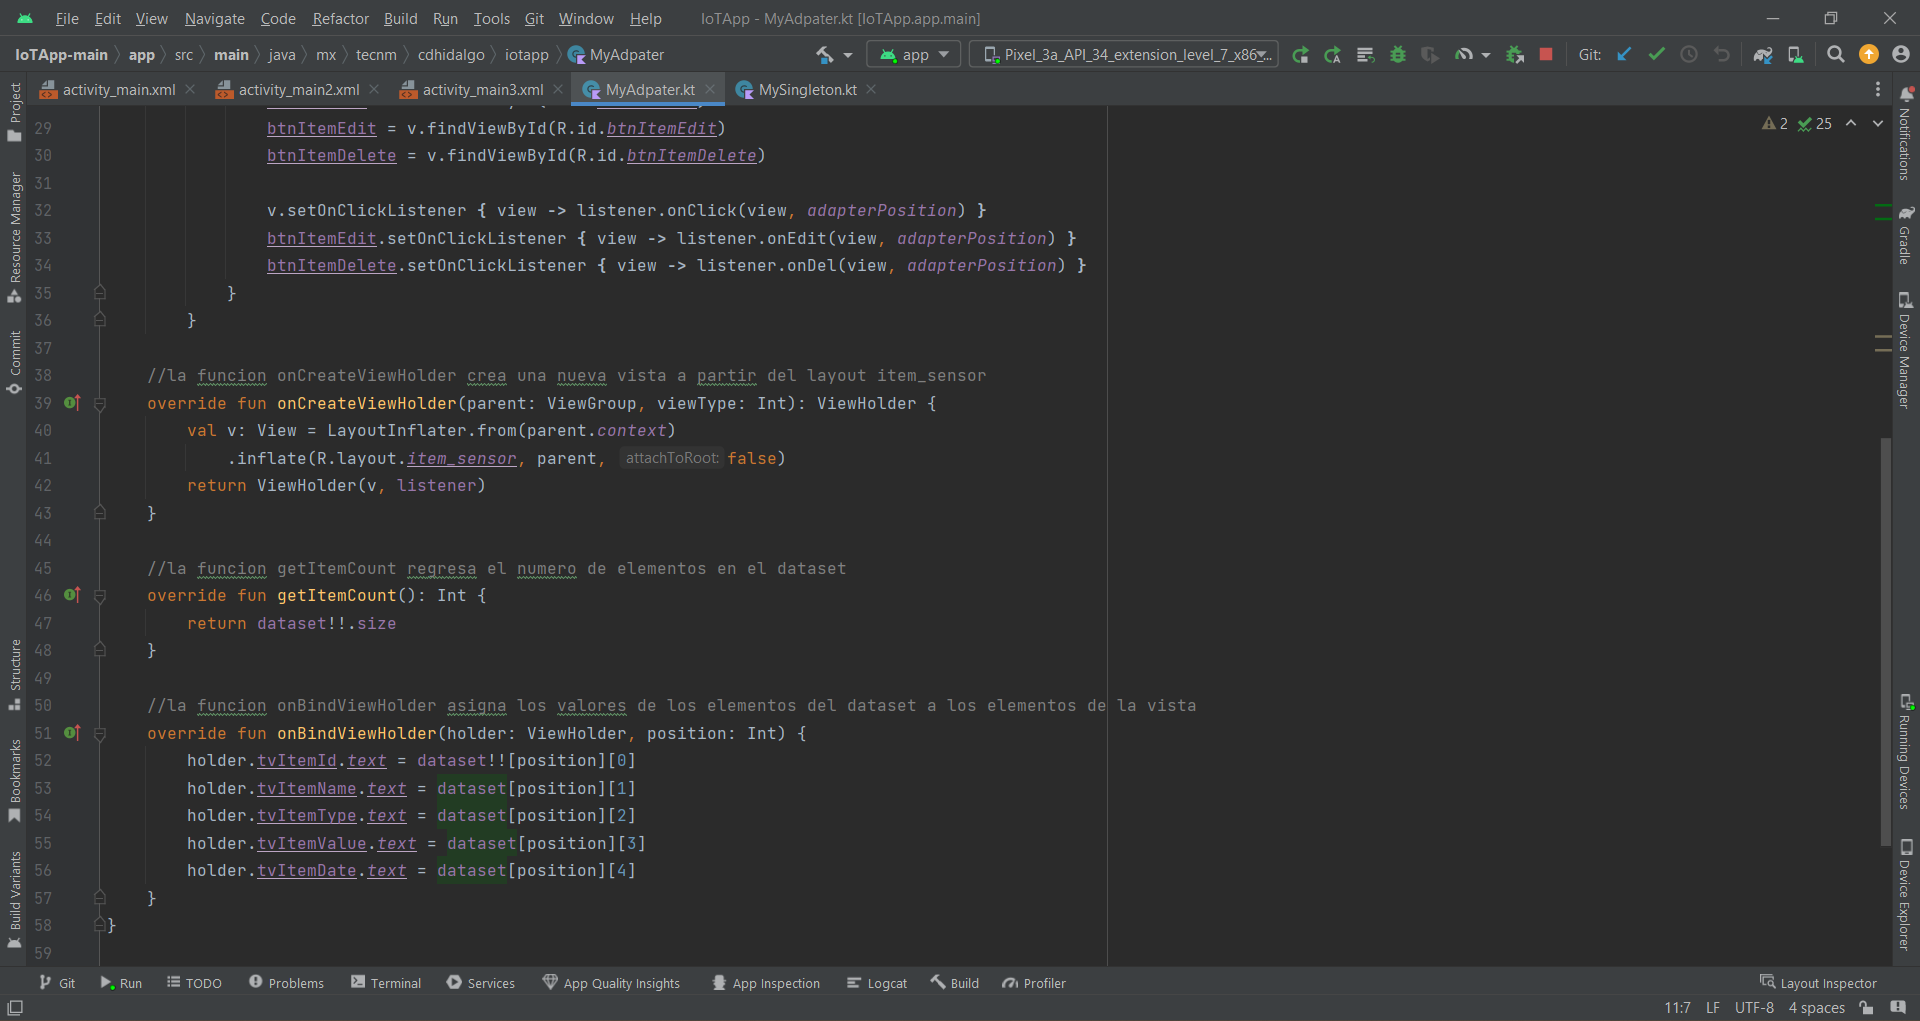 File Edit View Navigate Code Refactor Build Run Tools Git Window Help IoTApp - MyAdpater.kt [IoTApp.app.main]
IoTApp-main app src main java mx tecnm cdhidalgo iotapp MyAdpater app Pixel_3a_API_34_extension_level_7_x86... Git:
activity_main.xml activity_main2.xml activity_main3.xml MyAdpater.kt MySingleton.kt
2 25
29 btnItemEdit = v.findViewById(R.id.btnItemEdit)
30 btnItemDelete = v.findViewById(R.id.btnItemDelete)
31
32 v.setOnClickListener { view -> listener.onClick(view, adapterPosition) }
33 btnItemEdit.setOnClickListener { view -> listener.onEdit(view, adapterPosition) }
34 btnItemDelete.setOnClickListener { view -> listener.onDel(view, adapterPosition) }
35 }
36 }
37
38 //la funcion onCreateViewHolder crea una nueva vista a partir del layout item_sensor
39 override fun onCreateViewHolder(parent: ViewGroup, viewType: Int): ViewHolder {
40 val v: View = LayoutInflater.from(parent.context)
41 .inflate(R.layout.item_sensor, parent, attachToRoot: false)
42 return ViewHolder(v, listener)
43 }
44
45 //la funcion getItemCount regresa el numero de elementos en el dataset
46 override fun getItemCount(): Int {
47 return dataset!!.size
48 }
49
50 //la funcion onBindViewHolder asigna los valores de los elementos del dataset a los elementos de la vista
51 override fun onBindViewHolder(holder: ViewHolder, position: Int) {
52 holder.tvItemId.text = dataset!![position][0]
53 holder.tvItemName.text = dataset[position][1]
54 holder.tvItemType.text = dataset[position][2]
55 holder.tvItemValue.text = dataset[position][3]
56 holder.tvItemDate.text = dataset[position][4]
57 }
58 }
59
Project
Resource Manager
Commit
Structure
Bookmarks
Build Variants
Notifications
Gradle
Device Manager
Running Devices
Device Explorer
Git Run TODO Problems Terminal Services App Quality Insights App Inspection Logcat Build Profiler Layout Inspector
11:7 LF UTF-8 4 spaces